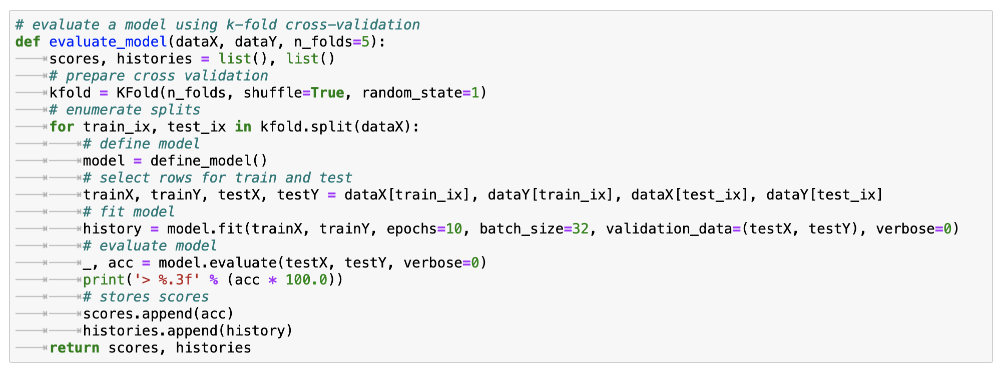 # evaluate a model using k-fold cross-validation
def evaluate_model(dataX, dataY, n_folds=5):
	scores, histories = list(), list()
	# prepare cross validation
	kfold = KFold(n_folds, shuffle=True, random_state=1)
	# enumerate splits
	for train_ix, test_ix in kfold.split(dataX):
		# define model
		model = define_model()
		# select rows for train and test
		trainX, trainY, testX, testY = dataX[train_ix], dataY[train_ix], dataX[test_ix], dataY[test_ix]
		# fit model
		history = model.fit(trainX, trainY, epochs=10, batch_size=32, validation_data=(testX, testY), verbose=0)
		# evaluate model
		_, acc = model.evaluate(testX, testY, verbose=0)
		print('> %.3f' % (acc * 100.0))
		# stores scores
		scores.append(acc)
		histories.append(history)
	return scores, histories